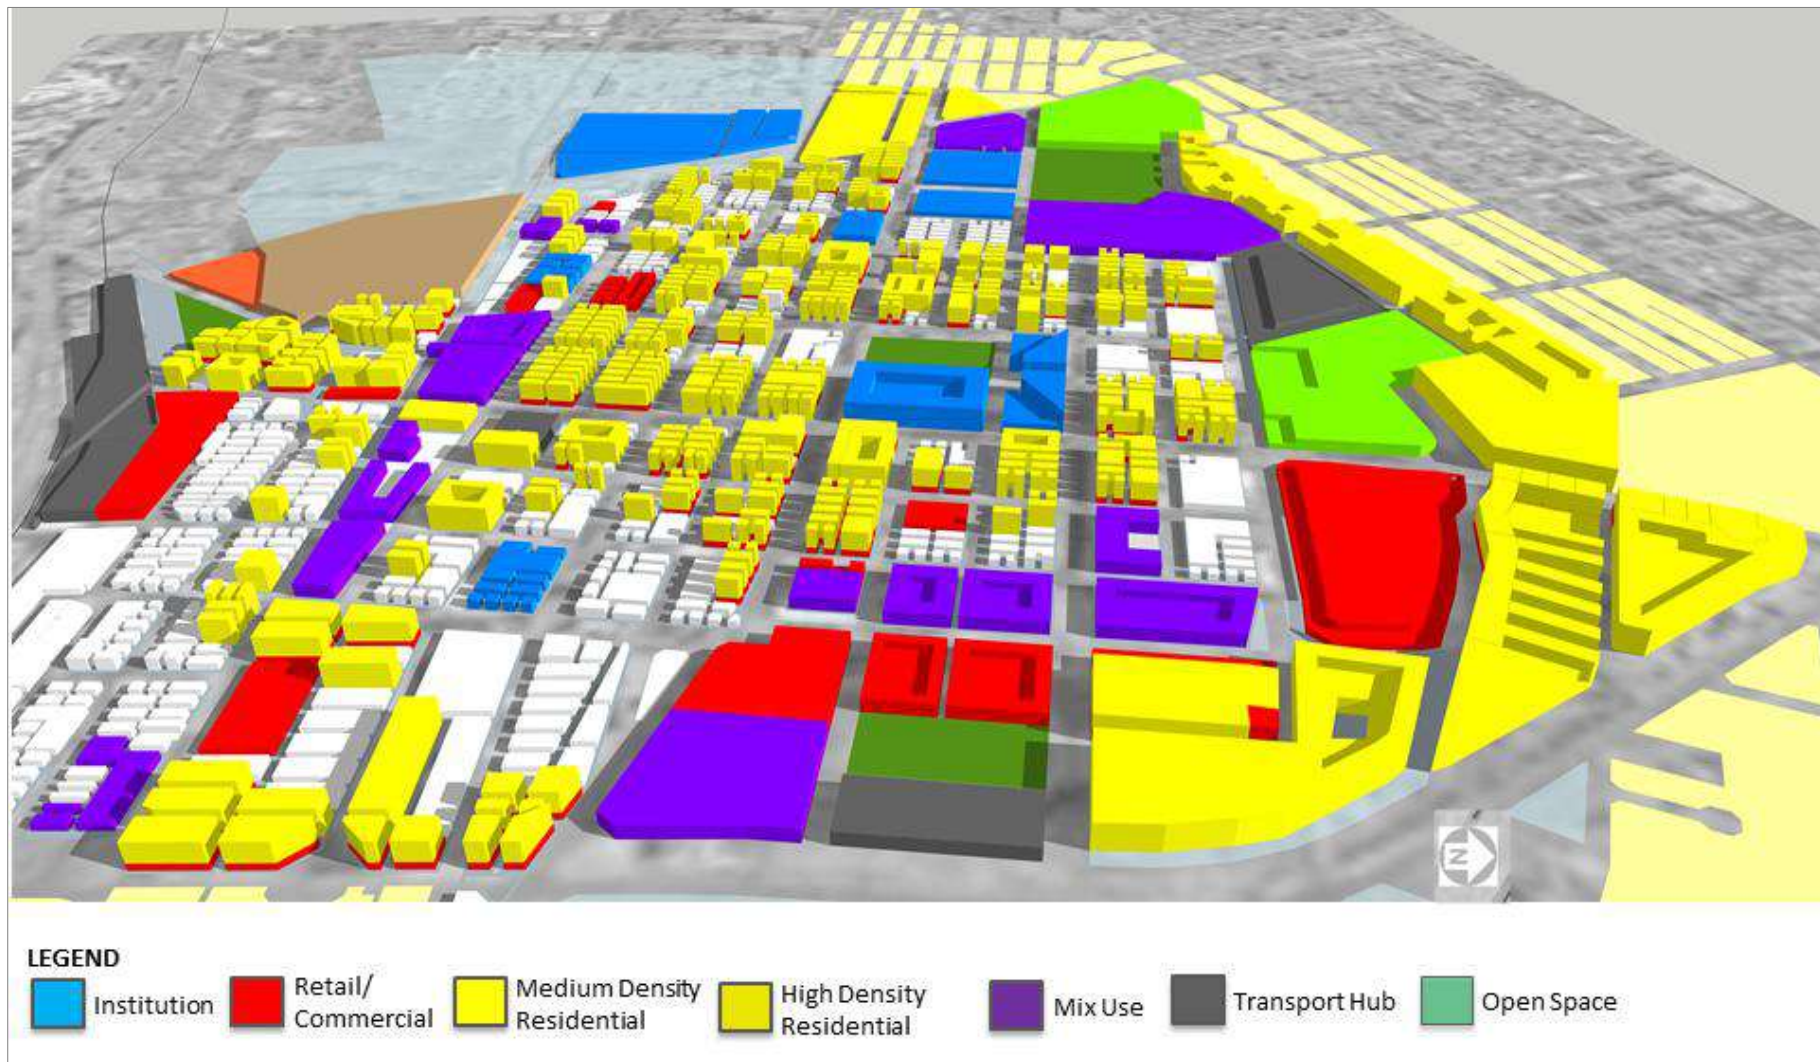 N
LEGEND
Institution
Retail/
Commercial
Medium Density
Residential
High Density
Residential
Mix Use
Transport Hub
Open Space